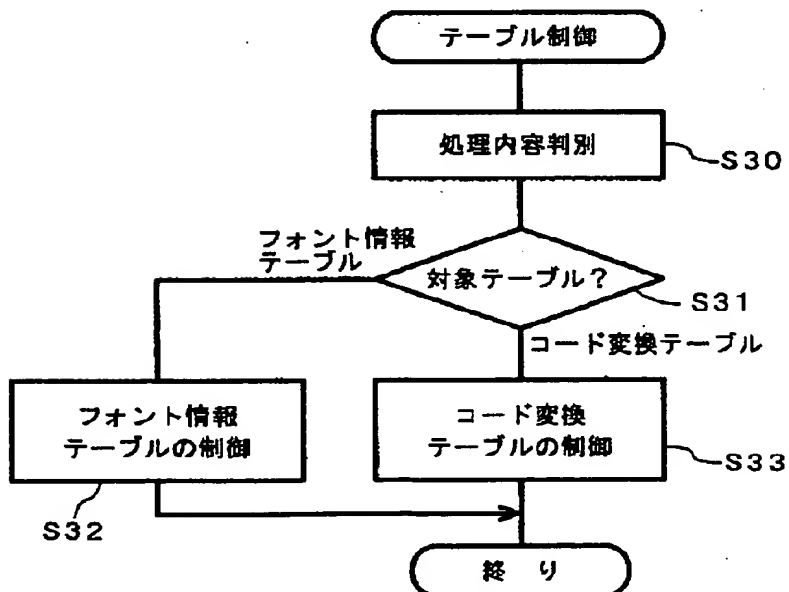 テーブル制御
処理内容判別
S30
フォント情報
テーブル
対象テーブル？
S31
コード変換テーブル
フォント情報
テーブルの制御
コード変換
テーブルの制御
S33
S32
終り